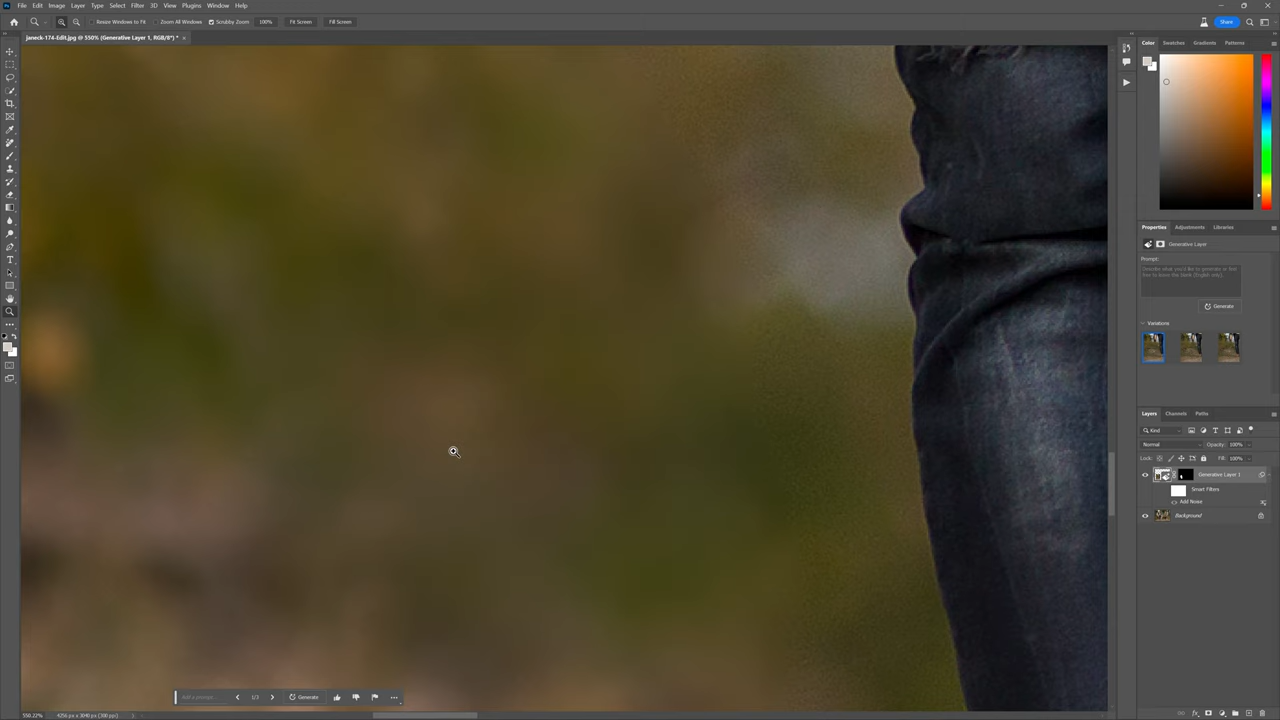 File Edit Image Layer Type Select Filter 3D View Plugins Window Help
Resize Windows to Fit Zoom All Windows Scrubby Zoom 100% Fit Screen Fill Screen Share
janeck-174-Edit.jpg @ 550% (Generative Layer 1, RGB/8*) * ×
Color Swatches Gradients Patterns
Properties Adjustments Libraries
Generative Layer
Prompt:
Describe what you'd like to generate or feel
free to leave this blank (English only).
Generate
Variations
Layers Channels Paths
Kind
Normal Opacity: 100%
Lock: Fill: 100%
Generative Layer 1
Smart Filters
Add Noise
Background
Add a prompt... 1/3 Generate
550.22% 4256 px x 3040 px (300 ppi)